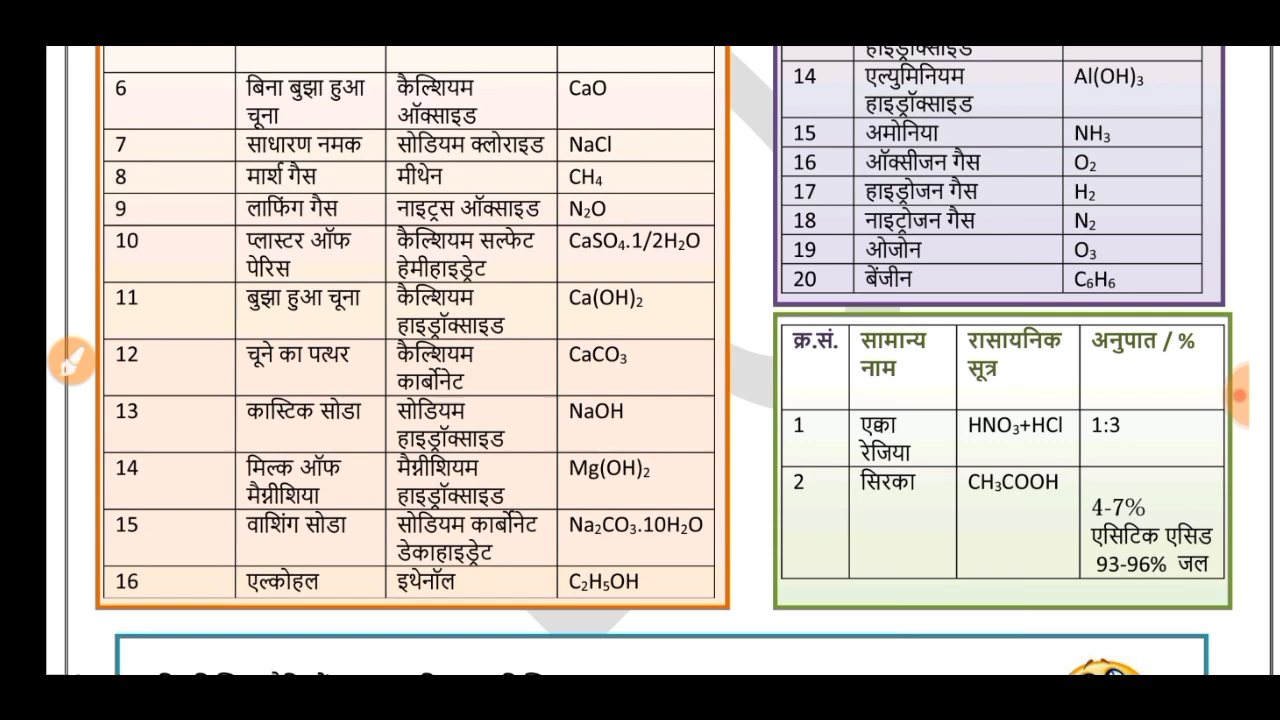 6 बिना बुझा हुआ कैल्शियम CaO
चूना ऑक्साइड
7 साधारण नमक सोडियम क्लोराइड NaCl
8 मार्श गैस मीथेन CH₄
9 लाफिंग गैस नाइट्रस ऑक्साइड N₂O
10 प्लास्टर ऑफ कैल्शियम सल्फेट CaSO₄.1/2H₂O
पेरिस हेमीहाइड्रेट
11 बुझा हुआ चूना कैल्शियम Ca(OH)₂
हाइड्रॉक्साइड
12 चूने का पत्थर कैल्शियम CaCO₃
कार्बोनेट
13 कास्टिक सोडा सोडियम NaOH
हाइड्रॉक्साइड
14 मिल्क ऑफ मैग्नीशियम Mg(OH)₂
मैग्नीशिया हाइड्रॉक्साइड
15 वाशिंग सोडा सोडियम कार्बोनेट Na₂CO₃.10H₂O
डेकाहाइड्रेट
16 एल्कोहल इथेनॉल C₂H₅OH
हाइड्रॉक्साइड
14 एल्युमिनियम Al(OH)₃
हाइड्रॉक्साइड
15 अमोनिया NH₃
16 ऑक्सीजन गैस O₂
17 हाइड्रोजन गैस H₂
18 नाइट्रोजन गैस N₂
19 ओजोन O₃
20 बेंजीन C₆H₆
क्र.सं. सामान्य रासायनिक अनुपात / %
नाम सूत्र
1 एक्वा HNO₃+HCl 1:3
रेजिया
2 सिरका CH₃COOH
4-7%
एसिटिक एसिड
93-96% जल